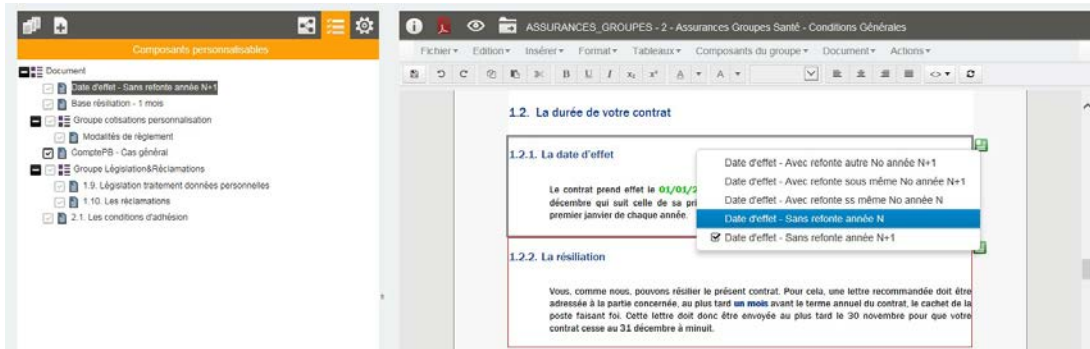 ASSURANCES_GROUPES - 2 - Assurances Groupes Santé - Conditions Générales
Composants personnalisables
Fichier Edition Insérer Format Tableaux Composants du groupe Document Actions
Document
Date d'effet - Sans refonte année N+1
Base résiliation - 1 mois
Groupe cotisations personnalisation
Modalités de règlement
ComptePB - Cas général
Groupe Législation&Réclamations
1.9. Législation traitement données personnelles
1.10. Les réclamations
2.1. Les conditions d'adhésion
B U I x₂ x² A A
1.2. La durée de votre contrat
1.2.1. La date d'effet
Le contrat prend effet le 01/01/2
décembre qui suit celle de sa pri
premier janvier de chaque année.
Date d'effet - Avec refonte autre No année N+1
Date d'effet - Avec refonte sous même No année N+1
Date d'effet - Avec refonte ss même No année N
Date d'effet - Sans refonte année N
Date d'effet - Sans refonte année N+1
1.2.2. La résiliation
Vous, comme nous, pouvons résilier le présent contrat. Pour cela, une lettre recommandée doit être
adressée à la partie concernée, au plus tard un mois avant le terme annuel du contrat, le cachet de la
poste faisant foi. Cette lettre doit donc être envoyée au plus tard le 30 novembre pour que votre
contrat cesse au 31 décembre à minuit.